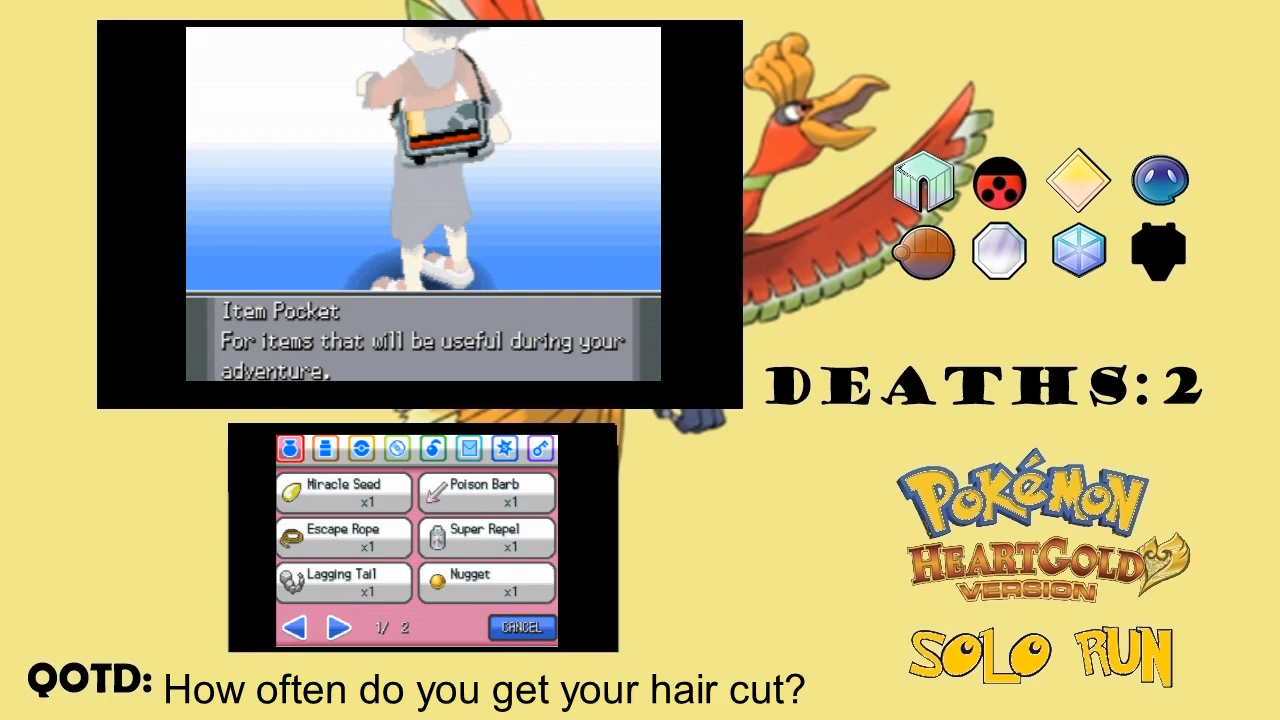 Item Pocket
For items that will be useful during your
adventure.
DEATHS: 2
Miracle Seed
x1
Poison Barb
x1
Escape Rope
x1
Super Repel
x1
Lagging Tail
x1
Nugget
x1
1/ 2
CANCEL
POKéMON
HEARTGOLD
VERSION
SOLO RUN
QOTD: How often do you get your hair cut?